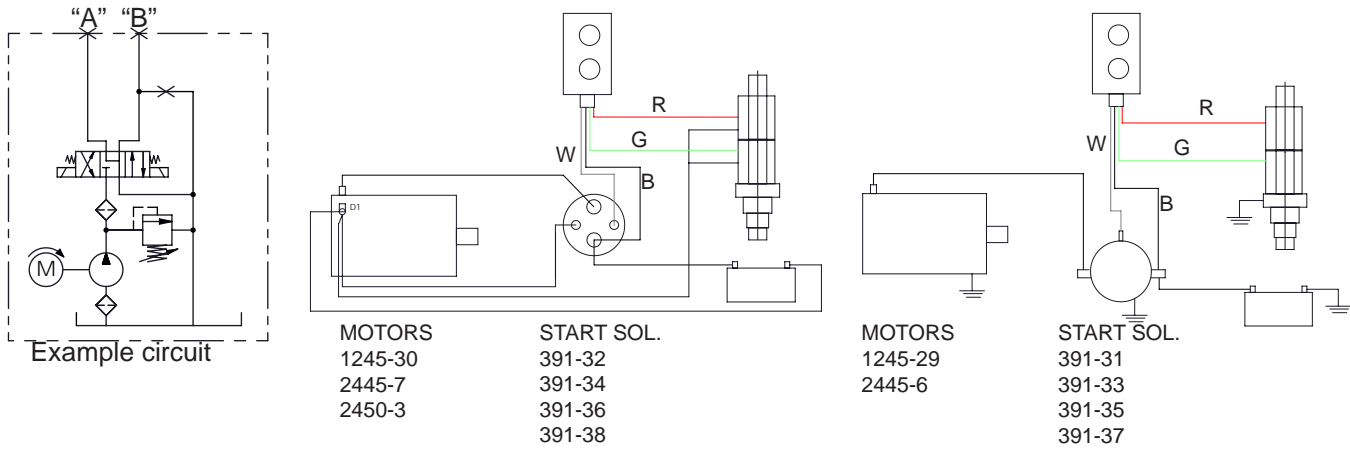 “A” “B”
M
Example circuit
R
G
W
B
D1
MOTORS
1245-30
2445-7
2450-3
START SOL.
391-32
391-34
391-36
391-38
R
G
W
B
MOTORS
1245-29
2445-6
START SOL.
391-31
391-33
391-35
391-37